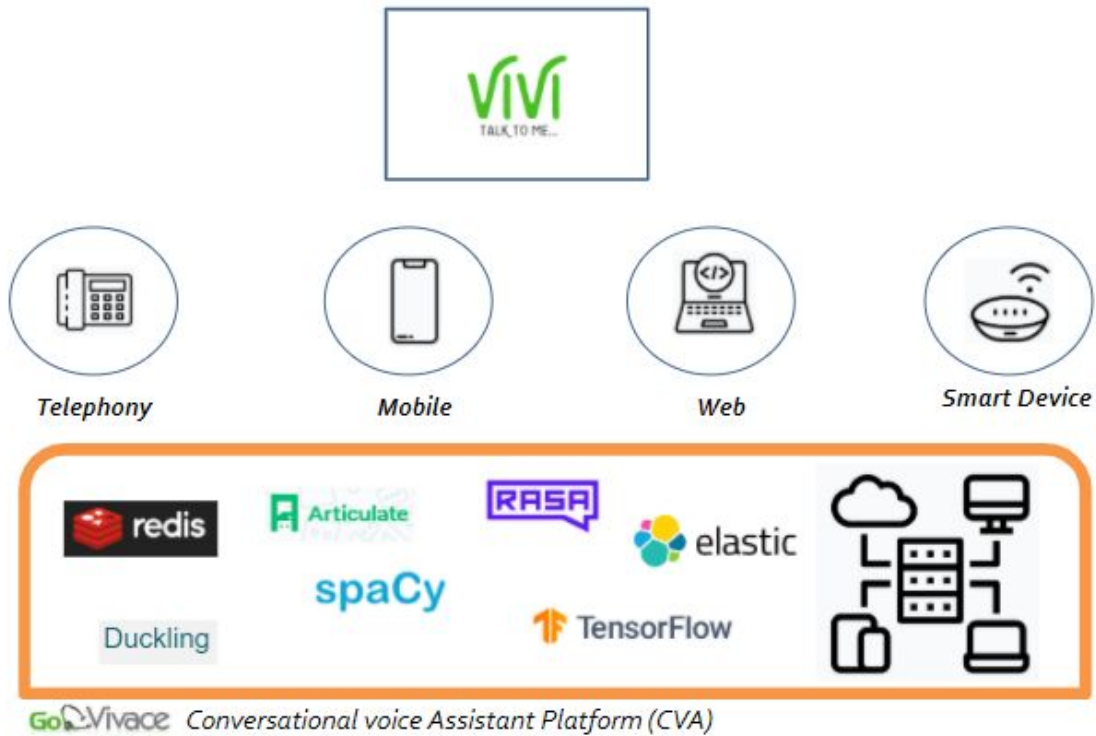 ViVi
TALK TO ME...
</>
Telephony
Mobile
Web
Smart Device
redis
Articulate
RASA
elastic
spaCy
Duckling
TensorFlow
GoVivace Conversational voice Assistant Platform (CVA)